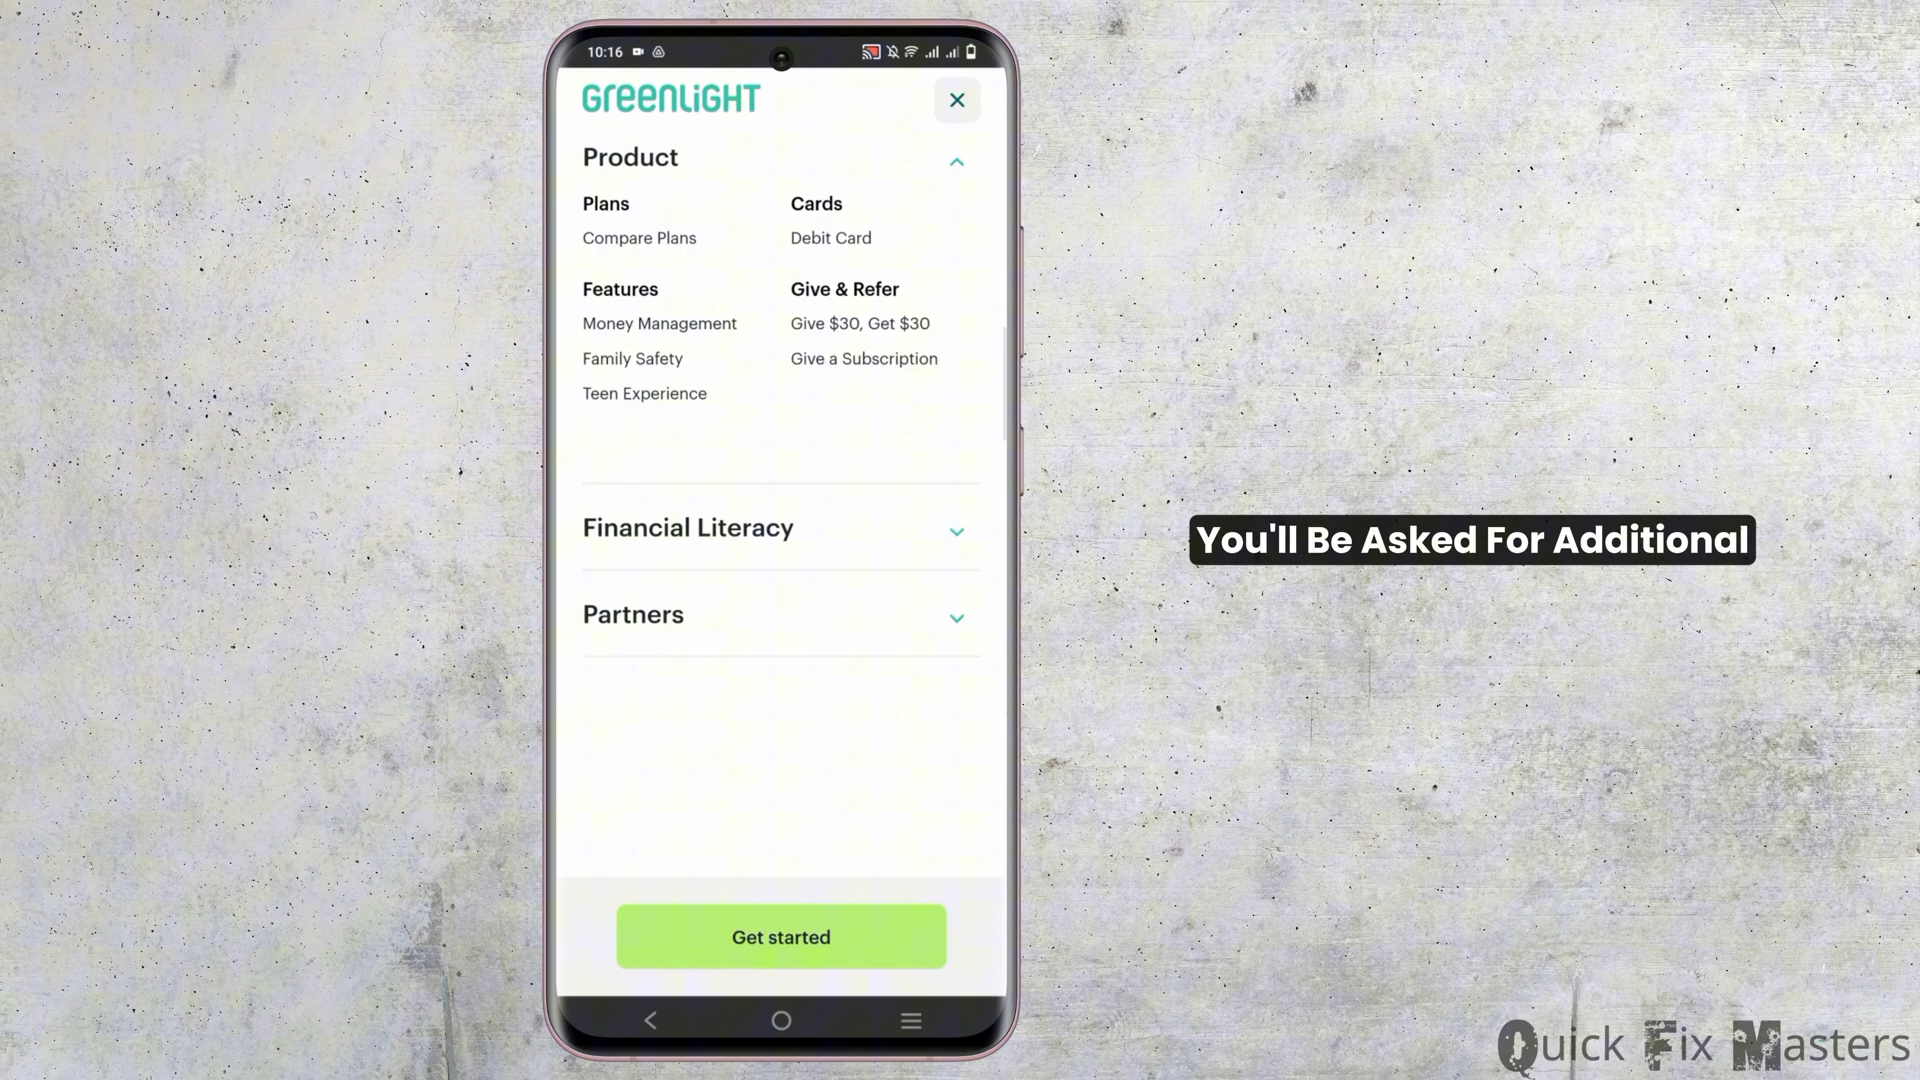 10:16
GREENLIGHT
Product
Plans
Compare Plans
Cards
Debit Card
Features
Money Management
Family Safety
Teen Experience
Give & Refer
Give $30, Get $30
Give a Subscription
Financial Literacy
Partners
Get started
You'll Be Asked For Additional
Quick Fix Masters